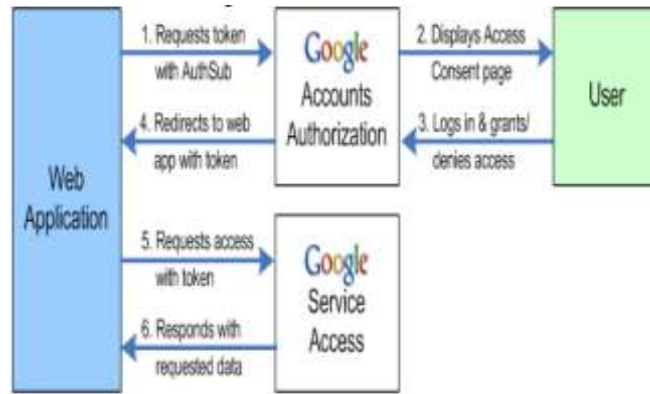 1. Requests token
with AuthSub
Google
Accounts
Authorization
2. Displays Access
Consent page
User
4. Redirects to web
app with token
3. Logs in & grants/
denies access
Web
Application
5. Requests access
with token
Google
Service
Access
6. Responds with
requested data